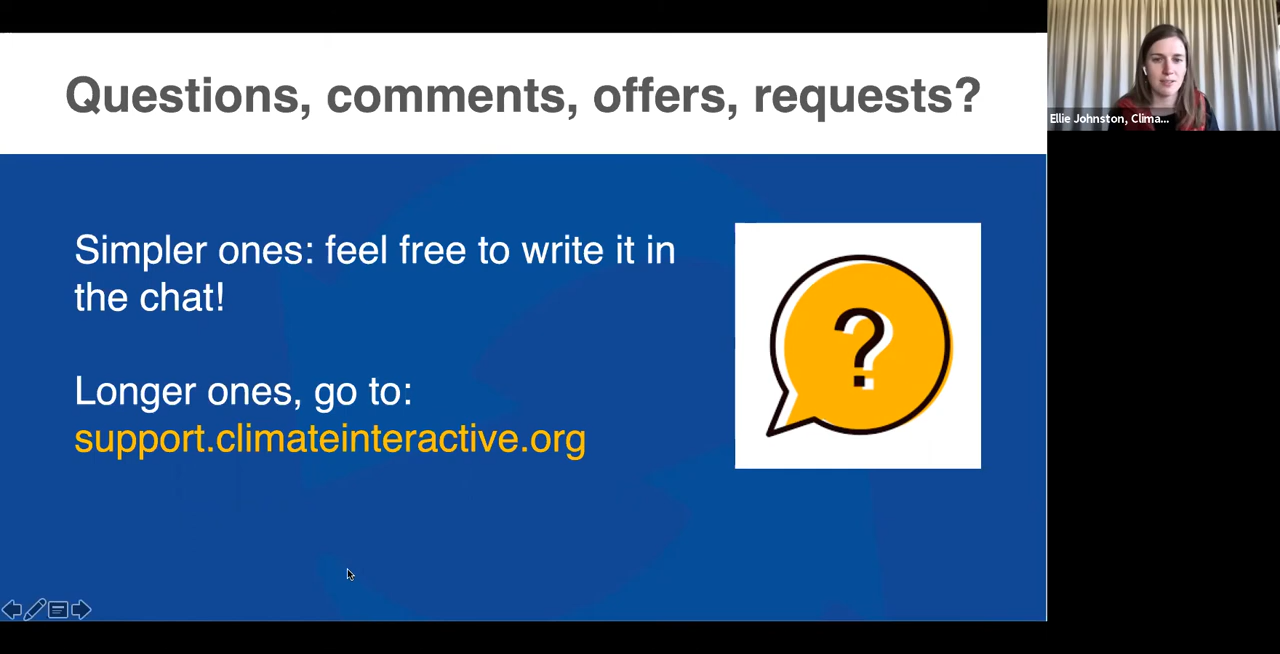 Questions, comments, offers, requests?
Simpler ones: feel free to write it in
the chat!
Longer ones, go to:
support.climateinteractive.org
?
Ellie Johnston, Clima...